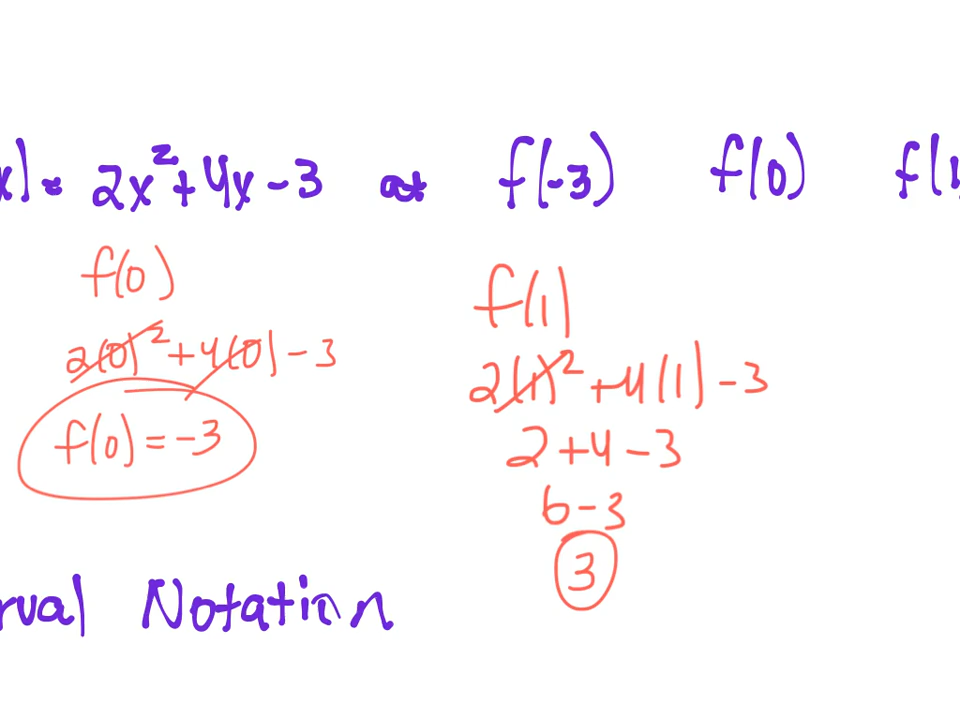 x) = 2x²+4x-3 at f(-3) f(0) f(
f(0)
2(0)²+4(0)-3
f(0) = -3
f(1)
2(1)²+4(1)-3
2+4-3
6-3
3
rval Notation